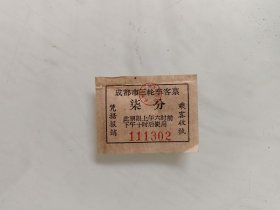 成都市三轮车客票
柒分
此票限上午六时前
下午十时后使用
凭据报销
乘客收执
111302